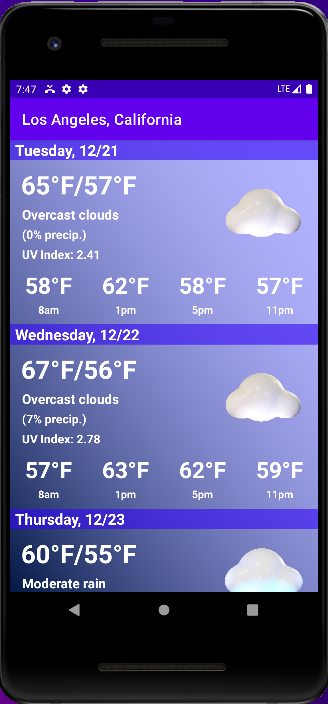 7:47 LTE
Los Angeles, California
Tuesday, 12/21
65°F/57°F
Overcast clouds
(0% precip.)
UV Index: 2.41
58°F 62°F 58°F 57°F
8am 1pm 5pm 11pm
Wednesday, 12/22
67°F/56°F
Overcast clouds
(7% precip.)
UV Index: 2.78
57°F 63°F 62°F 59°F
8am 1pm 5pm 11pm
Thursday, 12/23
60°F/55°F
Moderate rain